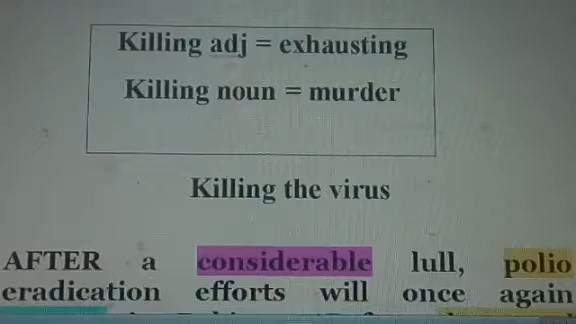 Killing adj = exhausting
Killing noun = murder
Killing the virus
AFTER a considerable lull, polio
eradication efforts will once again